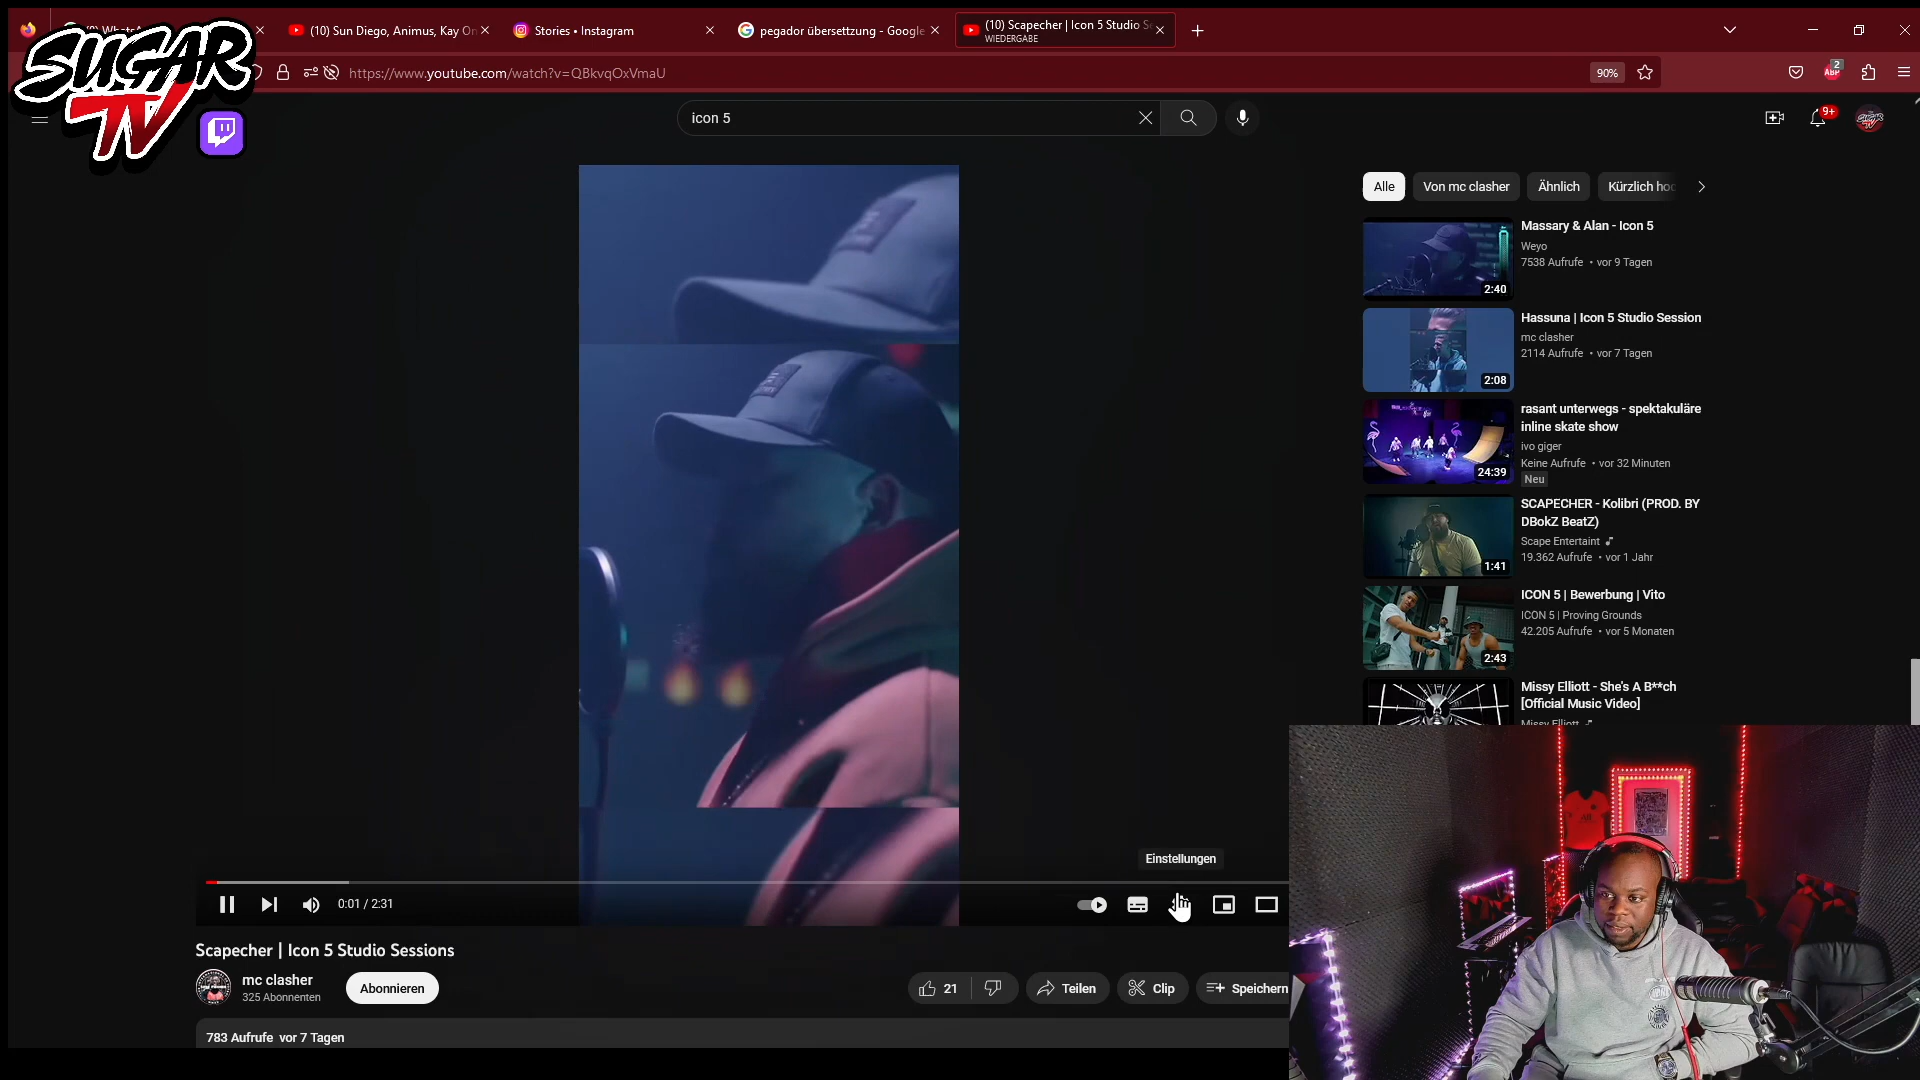 SUGAR
TV
(10) Sun Diego, Animus, Kay On
Stories • Instagram
pegador übersettzung - Google
(10) Scapecher | Icon 5 Studio Se
WIEDERGABE
https://www.youtube.com/watch?v=QBkvqOxVmaU
90%
ABP
2
icon 5
9+
Alle
Von mc clasher
Ähnlich
Kürzlich hoc
Massary & Alan - Icon 5
Weyo
7538 Aufrufe • vor 9 Tagen
2:40
Hassuna | Icon 5 Studio Session
mc clasher
2114 Aufrufe • vor 7 Tagen
2:08
rasant unterwegs - spektakuläre
inline skate show
ivo giger
Keine Aufrufe • vor 32 Minuten
24:39
Neu
SCAPECHER - Kolibri (PROD. BY
DBokZ BeatZ)
Scape Entertaint
19.362 Aufrufe • vor 1 Jahr
1:41
ICON 5 | Bewerbung | Vito
ICON 5 | Proving Grounds
42.205 Aufrufe • vor 5 Monaten
2:43
Missy Elliott - She's A B**ch
[Official Music Video]
Missy Elliott
Einstellungen
0:01 / 2:31
Scapecher | Icon 5 Studio Sessions
mc clasher
325 Abonnenten
Abonnieren
21
Teilen
Clip
Speichern
783 Aufrufe vor 7 Tagen